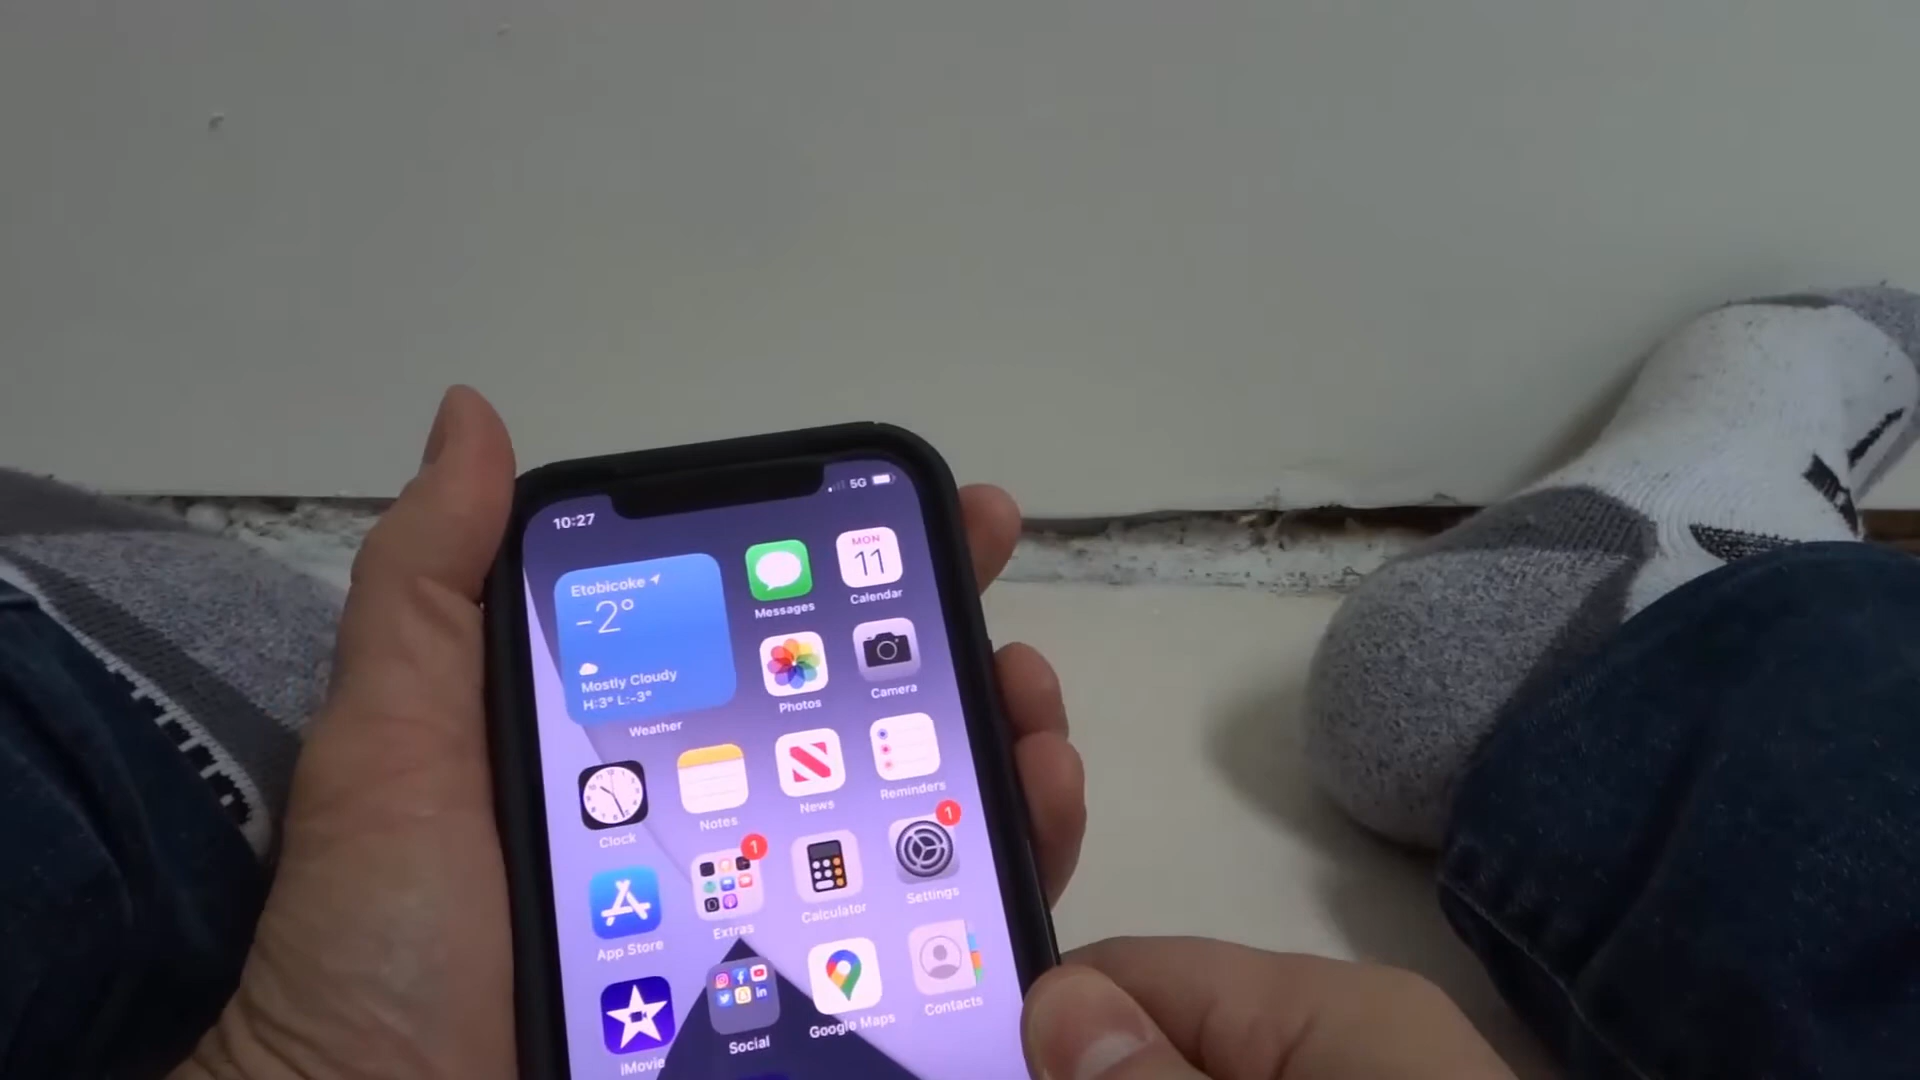 10:27
5G
Etobicoke
-2°
Mostly Cloudy
H:3° L:-3°
Weather
Messages
MON
11
Calendar
Photos
Camera
Clock
Notes
News
Reminders
1
1
App Store
Extras
Calculator
Settings
iMovie
Social
Google Maps
Contacts